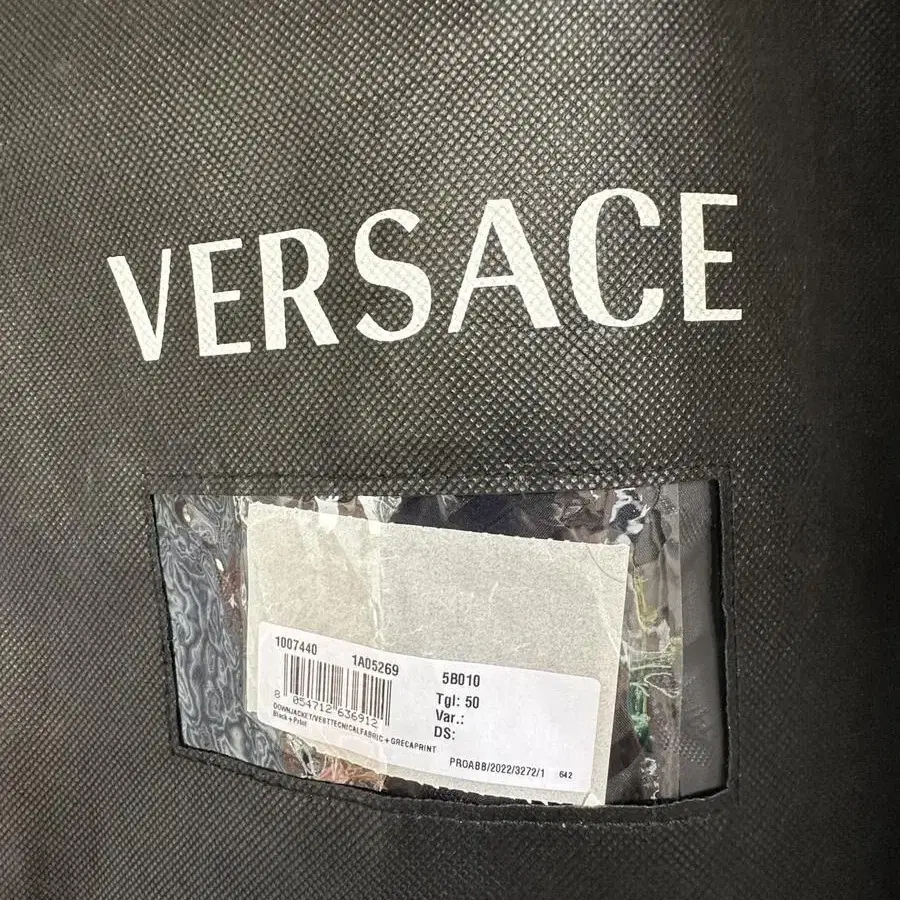 VERSACE
1007440 1A05269 5B010
Tgl: 50
Var.:
DS:
8 054712 636912
DOWNJACKET/VESTTECNICALFABRIC+GRECAPRINT
Black+Print
PROABB/2022/3272/1 642